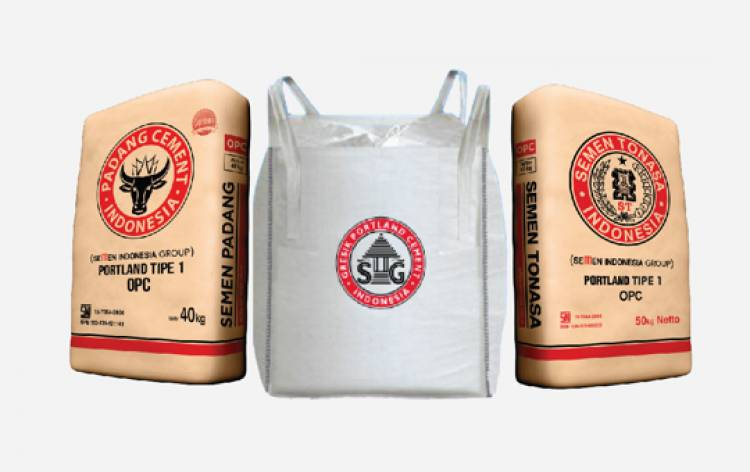 PADANG CEMENT
INDONESIA
(SEMEN INDONESIA GROUP)
PORTLAND TIPE 1
OPC
40kg
OPC
SEMEN PADANG
GRESIK PORTLAND CEMENT
SG
INDONESIA
OPC
SEMEN TONASA
SEMEN TONASA
ST
INDONESIA
(SEMEN INDONESIA GROUP)
PORTLAND TIPE 1
OPC
50kg Netto